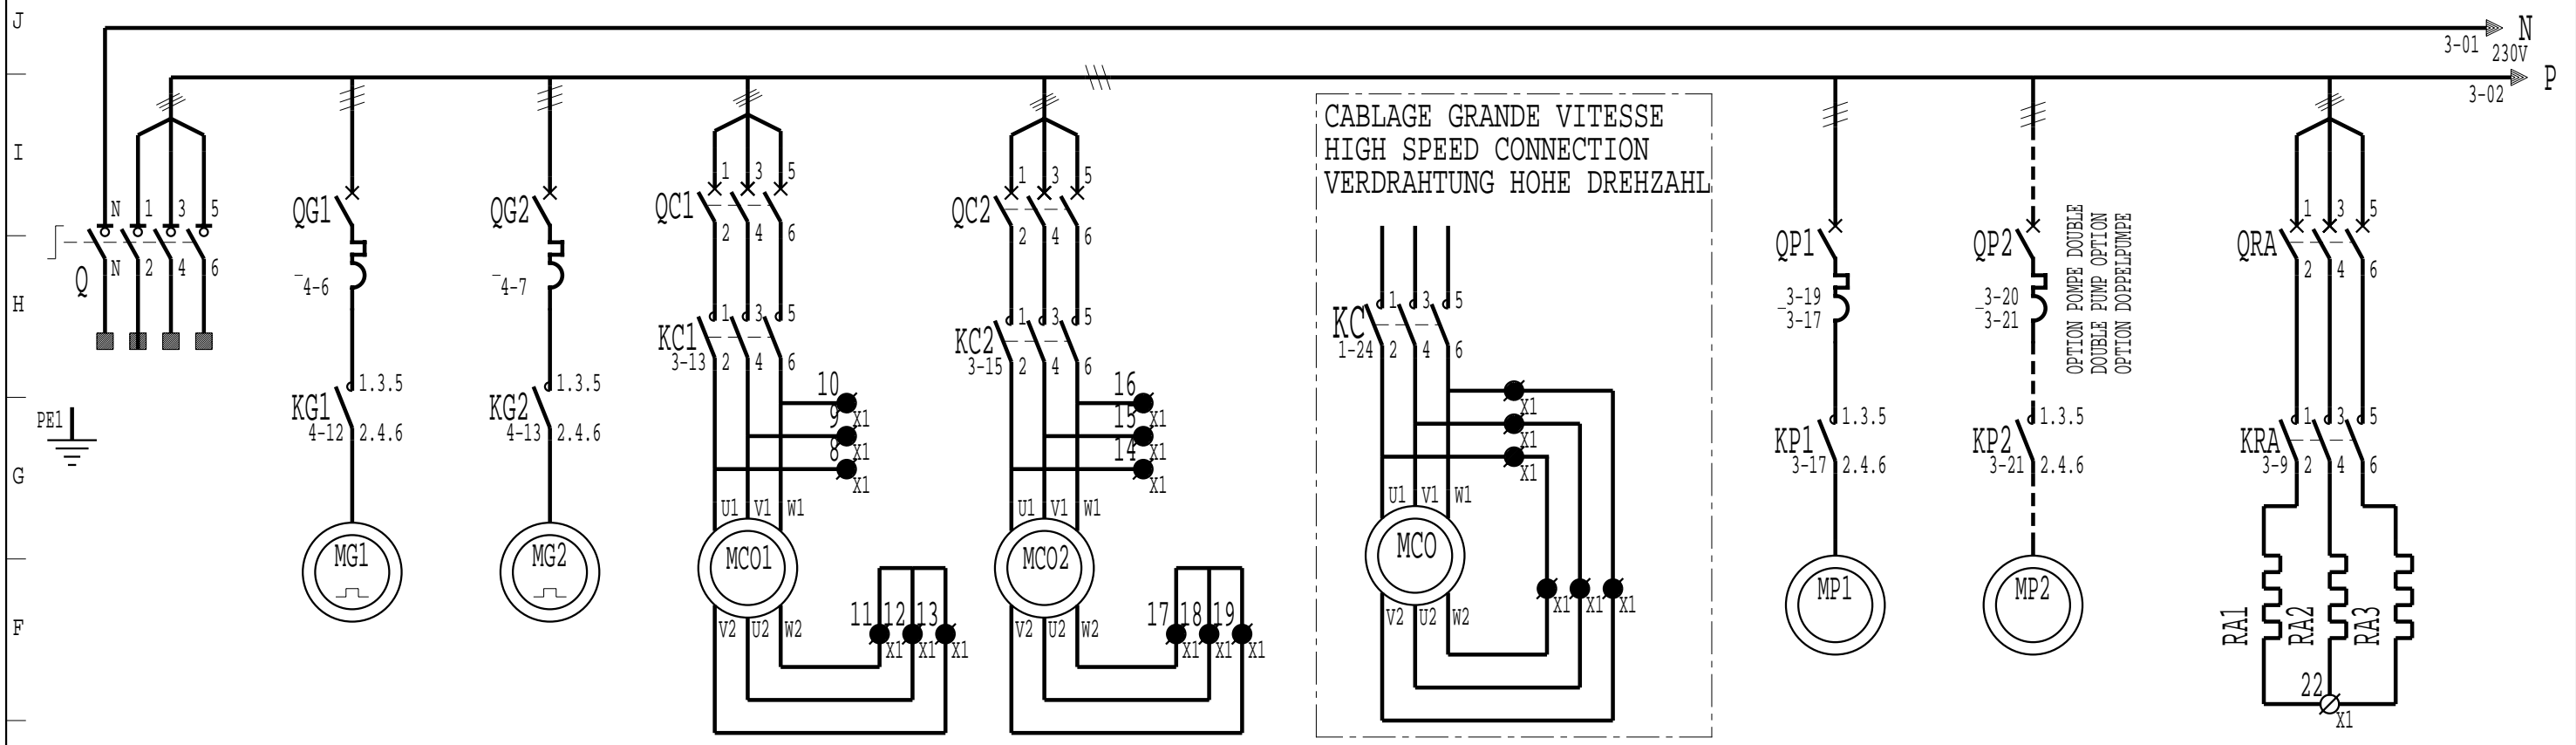 J
3-01
N
230V
P
3-02
CABLAGE GRANDE VITESSE
HIGH SPEED CONNECTION
VERDRAHTUNG HOHE DREHZAHL
I
N 1 3 5
Q
N 2 4 6
QG1
4-6
QG2
4-7
QC1
1 3 5
2 4 6
QC2
1 3 5
2 4 6
QP1
3-19
3-17
QP2
3-20
3-21
OPTION POMPE DOUBLE
DOUBLE PUMP OPTION
OPTION DOPPELPUMPE
QRA
1 3 5
2 4 6
H
KC1
3-13
1 3 5
2 4 6
KC2
3-15
1 3 5
2 4 6
KC
1-24
1 3 5
2 4 6
PE1
KG1
4-12
1.3.5
2.4.6
KG2
4-13
1.3.5
2.4.6
10
X1
9
X1
8
X1
16
X1
15
X1
14
X1
X1
X1
X1
KP1
3-17
1.3.5
2.4.6
KP2
3-21
1.3.5
2.4.6
KRA
3-9
1 3 5
2 4 6
G
MG1
MG2
U1 V1 W1
MCO1
V2 U2 W2
11 12 13
X1 X1 X1
U1 V1 W1
MCO2
V2 U2 W2
17 18 19
X1 X1 X1
U1 V1 W1
MCO
V2 U2 W2
X1 X1 X1
MP1
MP2
RA1
RA2
RA3
22
X1
F